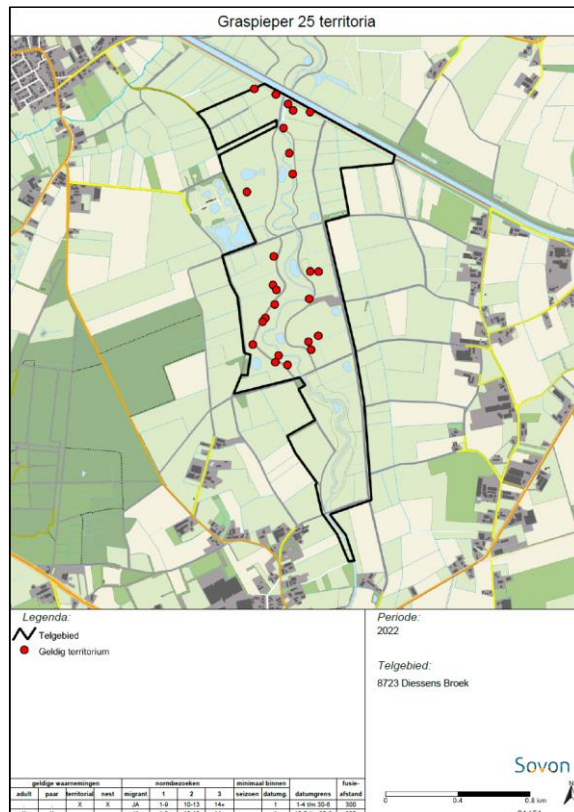 Graspieper 25 territoria
Legenda:
Telgebied
Geldig territorium
Periode:
2022
Telgebied:
8723 Diessens Broek
Sovon
N
0 0.4 0.8 km
geldige waarnemingen normbezoeken minimaal binnen fusie-
adult paar territorial nest migrant 1 2 3 seizoen datumg. datumgrens afstand
X X JA 1-9 10-13 14+ 1 1-4 t/m 30-6 300